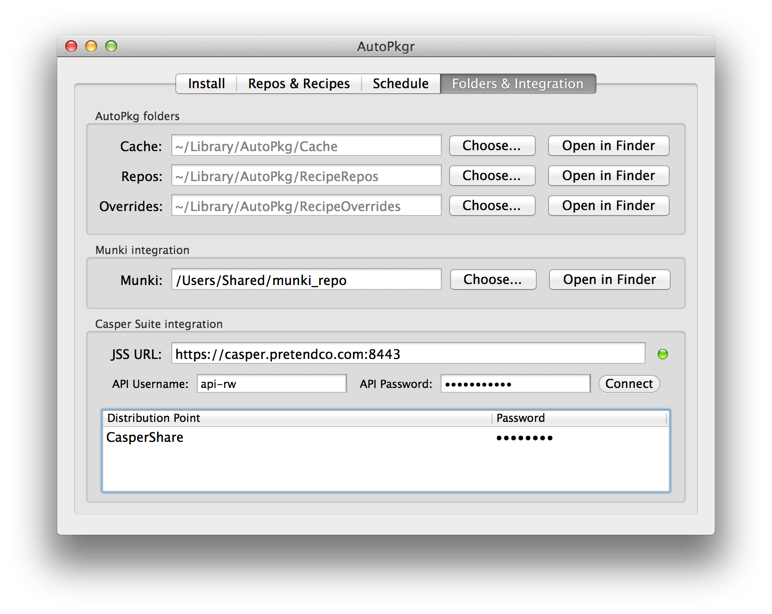 AutoPkgr
Install Repos & Recipes Schedule Folders & Integration
AutoPkg folders
Cache: ~/Library/AutoPkg/Cache Choose... Open in Finder
Repos: ~/Library/AutoPkg/RecipeRepos Choose... Open in Finder
Overrides: ~/Library/AutoPkg/RecipeOverrides Choose... Open in Finder
Munki integration
Munki: /Users/Shared/munki_repo Choose... Open in Finder
Casper Suite integration
JSS URL: https://casper.pretendco.com:8443
API Username: api-rw API Password: ••••••••••• Connect
Distribution Point Password
CasperShare ••••••••